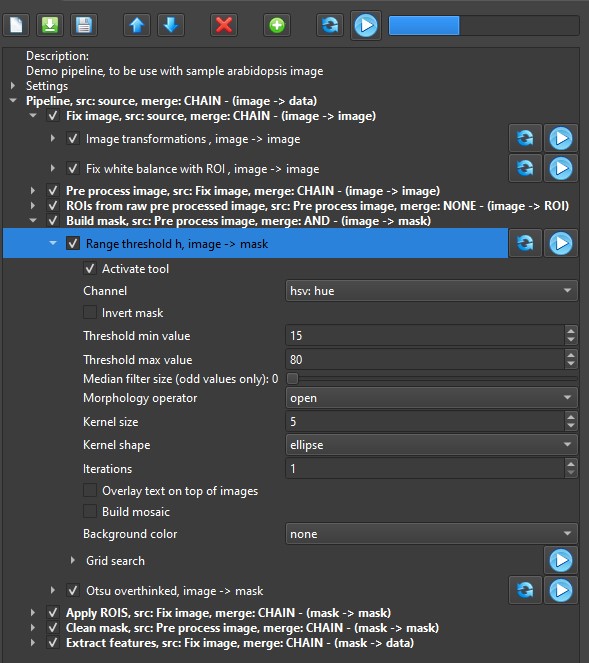 Description:
Demo pipeline, to be use with sample arabidopsis image
Settings
Pipeline, src: source, merge: CHAIN - (image -> data)
Fix image, src: source, merge: CHAIN - (image -> image)
Image transformations , image -> image
Fix white balance with ROI , image -> image
Pre process image, src: Fix image, merge: CHAIN - (image -> image)
ROIs from raw pre processed image, src: Pre process image, merge: NONE - (image -> ROI)
Build mask, src: Pre process image, merge: AND - (image -> mask)
Range threshold h, image -> mask
Activate tool
Channel hsv: hue
Invert mask
Threshold min value 15
Threshold max value 80
Median filter size (odd values only): 0
Morphology operator open
Kernel size 5
Kernel shape ellipse
Iterations 1
Overlay text on top of images
Build mosaic
Background color none
Grid search
Otsu overthinked, image -> mask
Apply ROIS, src: Fix image, merge: CHAIN - (mask -> mask)
Clean mask, src: Pre process image, merge: CHAIN - (mask -> mask)
Extract features, src: Fix image, merge: CHAIN - (mask -> data)